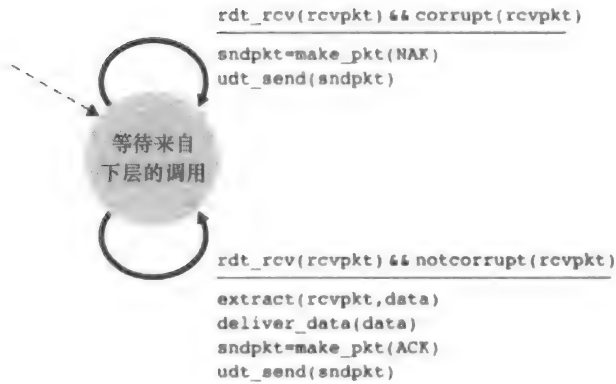 rdt_rcv(rcvpkt) && corrupt(rcvpkt)
sndpkt=make_pkt(NAK)
udt_send(sndpkt)
等待来自
下层的调用
rdt_rcv(rcvpkt) && notcorrupt(rcvpkt)
extract(rcvpkt,data)
deliver_data(data)
sndpkt=make_pkt(ACK)
udt_send(sndpkt)